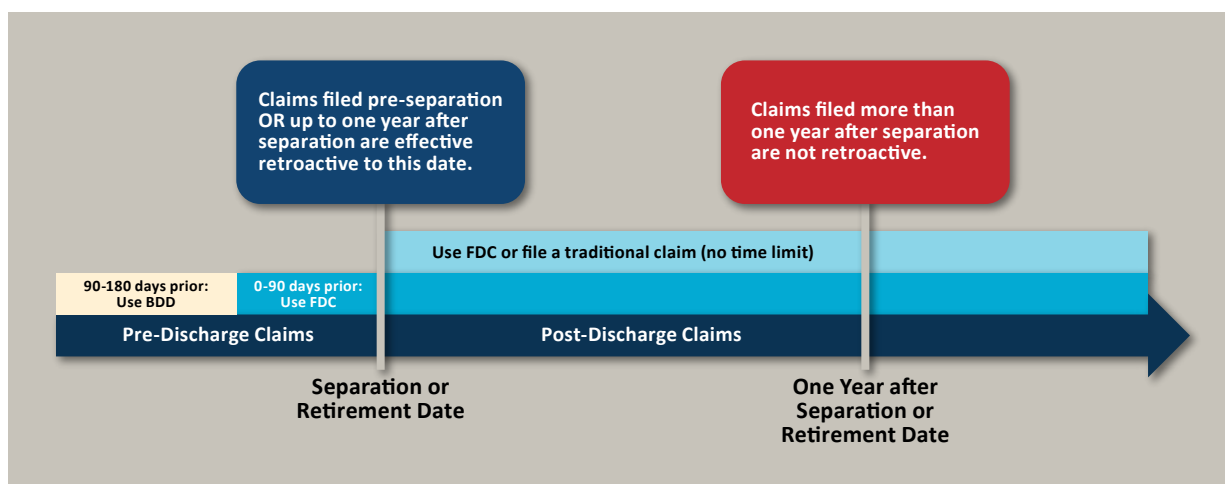 Claims filed pre-separation
OR up to one year after
separation are effective
retroactive to this date.
Claims filed more than
one year after separation
are not retroactive.
Use FDC or file a traditional claim (no time limit)
90-180 days prior:
Use BDD
0-90 days prior:
Use FDC
Pre-Discharge Claims
Post-Discharge Claims
Separation or
Retirement Date
One Year after
Separation or
Retirement Date